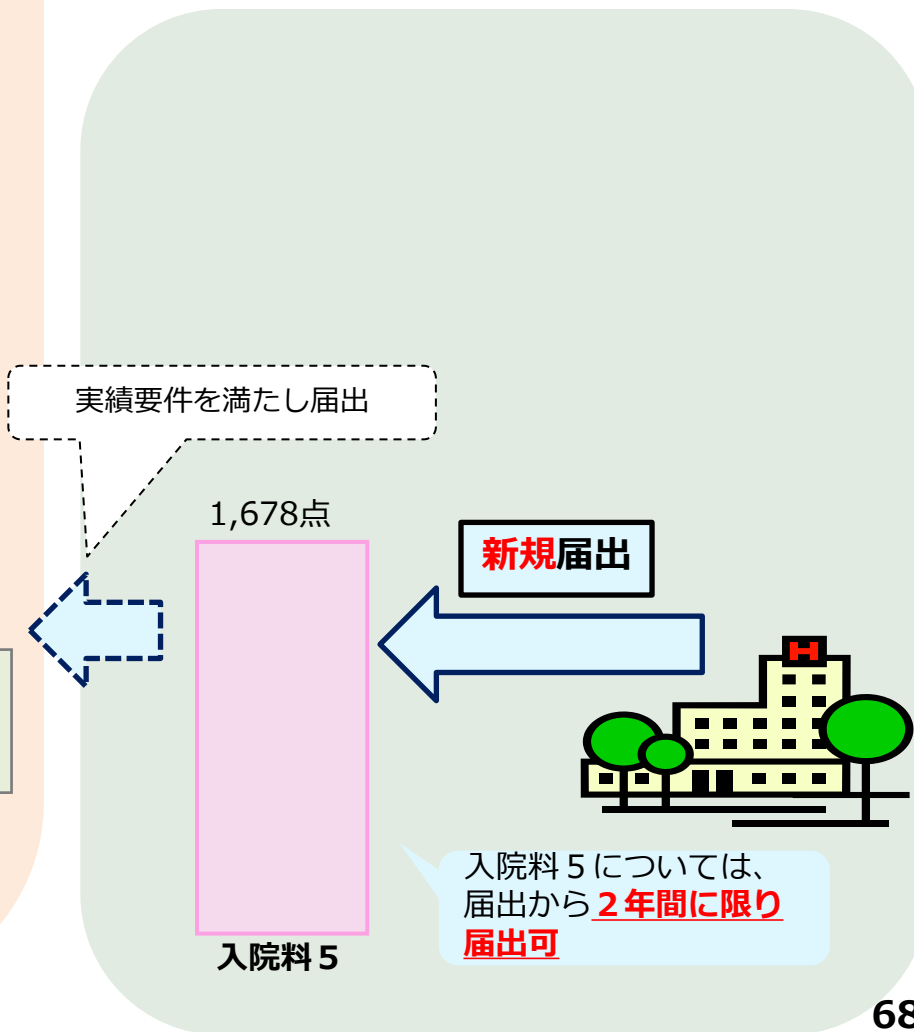 実績要件を満たし届出
1,678点
新規届出
H
入院料５については、
届出から２年間に限り
届出可
入院料５
68